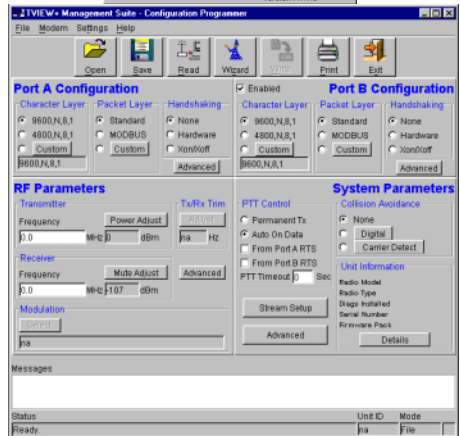 TVIEW+ Management Suite - Configuration Programmer
File Modem Settings Help
Open Save Read Wizard Write Print Exit
Port A Configuration
Character Layer Packet Layer Handshaking
9600,N,8,1 Standard None
4800,N,8,1 MODBUS Hardware
Custom Custom Xon/Xoff
9600,N,8,1 Advanced
Enabled Port B Configuration
Character Layer Packet Layer Handshaking
9600,N,8,1 Standard None
4800,N,8,1 MODBUS Hardware
Custom Custom Xon/Xoff
9600,N,8,1 Advanced
RF Parameters
Transmitter Tx/Rx Trim
Frequency Power Adjust Adjust
0.0 MHz 0 dBm na Hz
Receiver
Frequency Mute Adjust Advanced
0.0 MHz -107 dBm
Modulation
Select
na
System Parameters
PTT Control
Permanent Tx
Auto On Data
From Port A RTS
From Port B RTS
PTT Timeout 0 Sec
Stream Setup
Advanced
Collision Avoidance
None
Digital
Carrier Detect
Unit Information
Radio Model
Radio Type
Diags Installed
Serial Number
Firmware Pack
Details
Messages
Status Unit ID Mode
Ready. na File